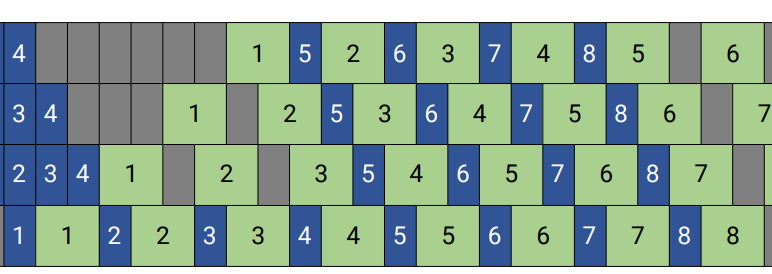 4 1 5 2 6 3 7 4 8 5 6
3 4 1 2 5 3 6 4 7 5 8 6 7
2 3 4 1 2 3 5 4 6 5 7 6 8 7
1 1 2 2 3 3 4 4 5 5 6 6 7 7 8 8